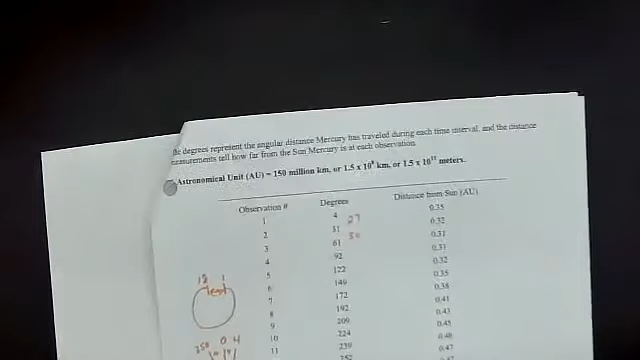 the degrees represent the angular distance Mercury has traveled during each time interval, and the distance
measurements tell how far from the Sun Mercury is at each observation.
Astronomical Unit (AU) = 150 million km, or 1.5 x 10⁸ km, or 1.5 x 10¹¹ meters.
Observation # Degrees Distance from Sun (AU)
1 4 27 0.35
2 31 30 0.32
3 61 0.31
4 92 0.31
5 122 0.32
6 149 0.35
7 172 0.38
8 192 0.41
9 209 0.43
10 224 0.45
11 239 0.46
252 0.47
18 1